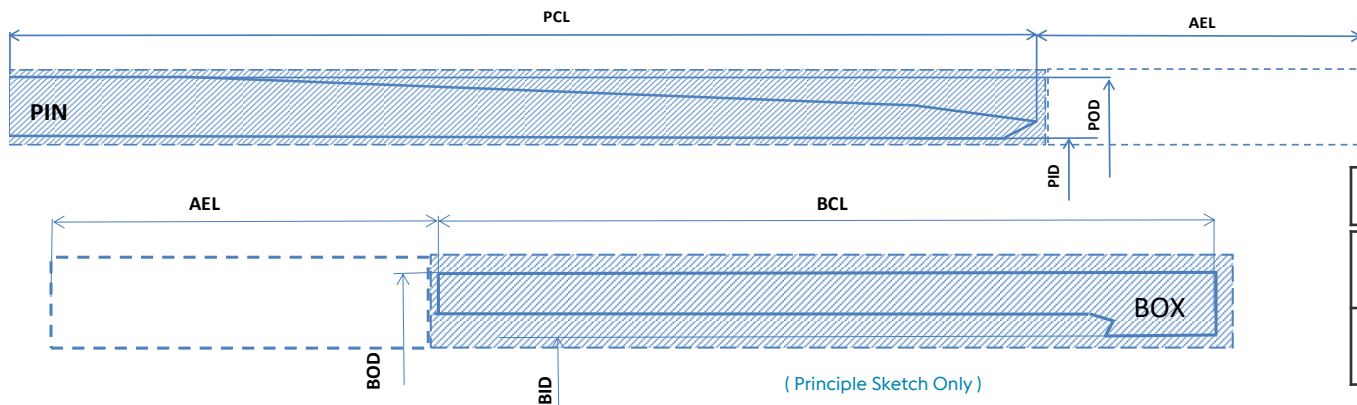 PCL
AEL
PIN
POD
PID
AEL
BCL
BOX
BOD
BID
( Principle Sketch Only )